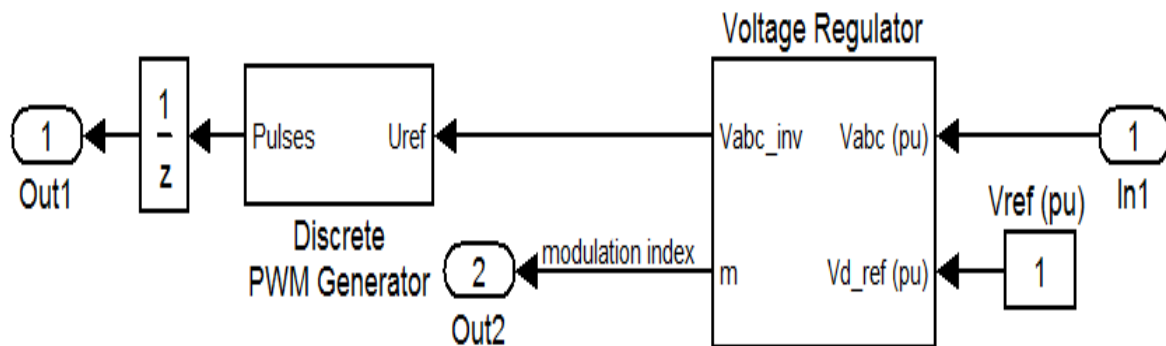 Voltage Regulator
1
Out1
1
z
Pulses
Uref
Discrete
PWM Generator
Vabc_inv
Vabc (pu)
1
In1
Vref (pu)
modulation index
2
Out2
m
Vd_ref (pu)
1